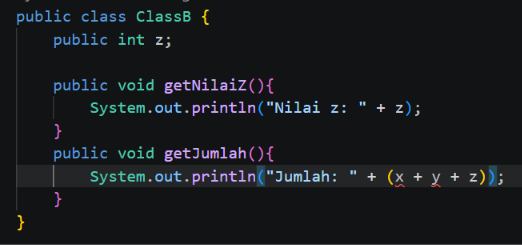 public class ClassB {
public int z;
public void getNilaiZ(){
System.out.println("Nilai z: " + z);
}
public void getJumlah(){
System.out.println("Jumlah: " + (x + y + z));
}
}